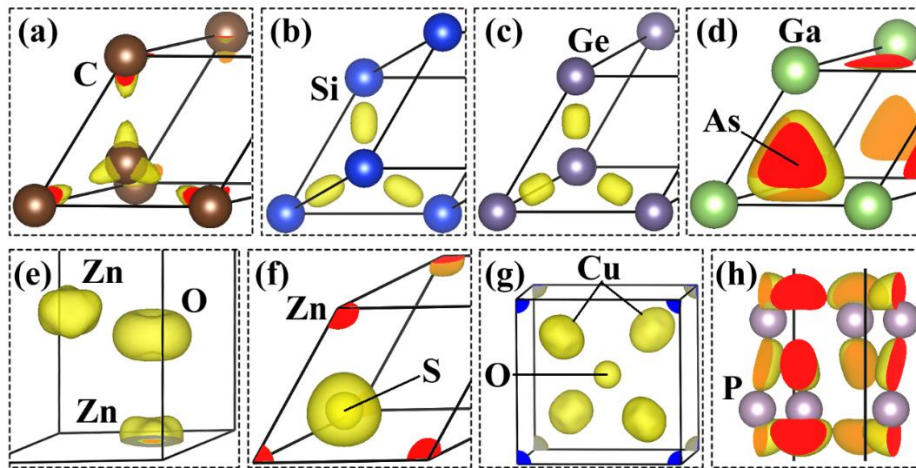 (a) C
(b) Si
(c) Ge
(d) Ga
As
(e) Zn
O
Zn
(f) Zn
S
(g) Cu
O
(h)
P